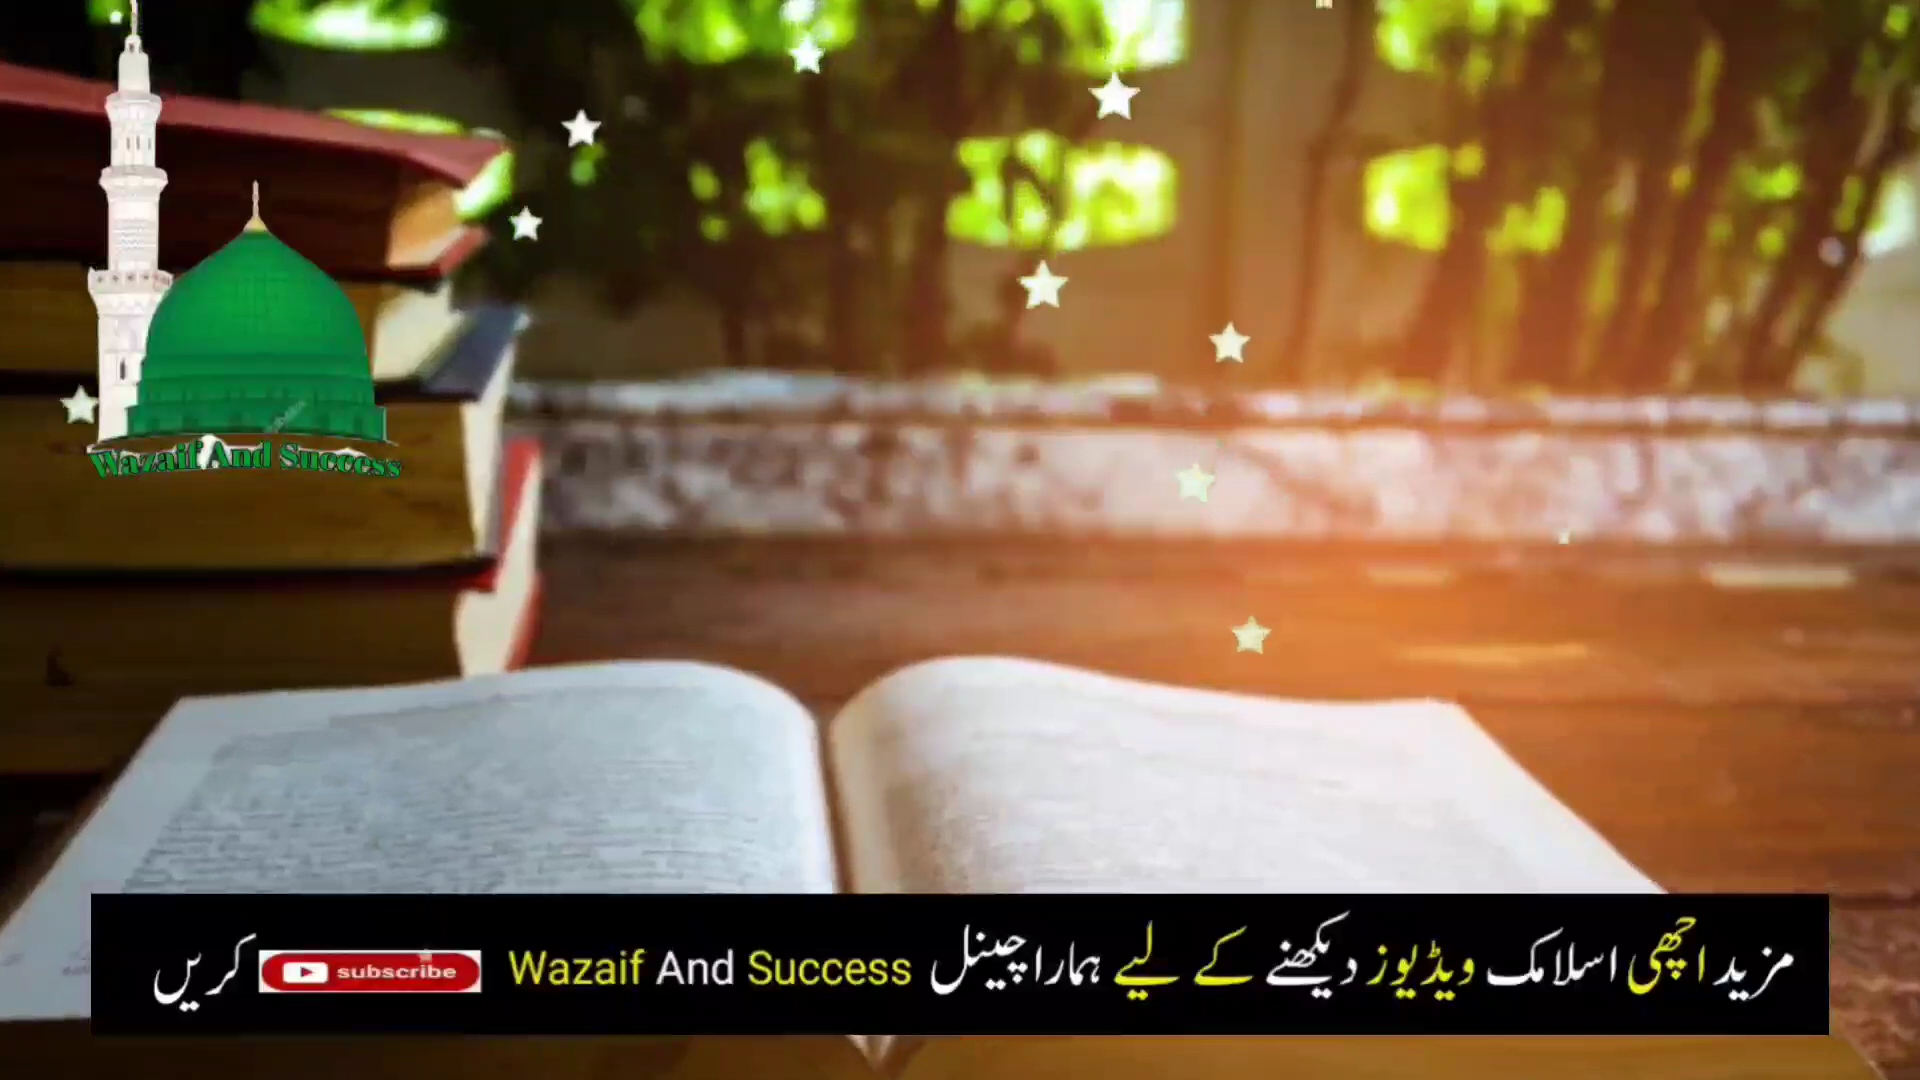 Wazaif And Success
مزید اچھی اسلامک ویڈیوز دیکھنے کے لیے ہمارا چینل Wazaif And Success subscribe کریں